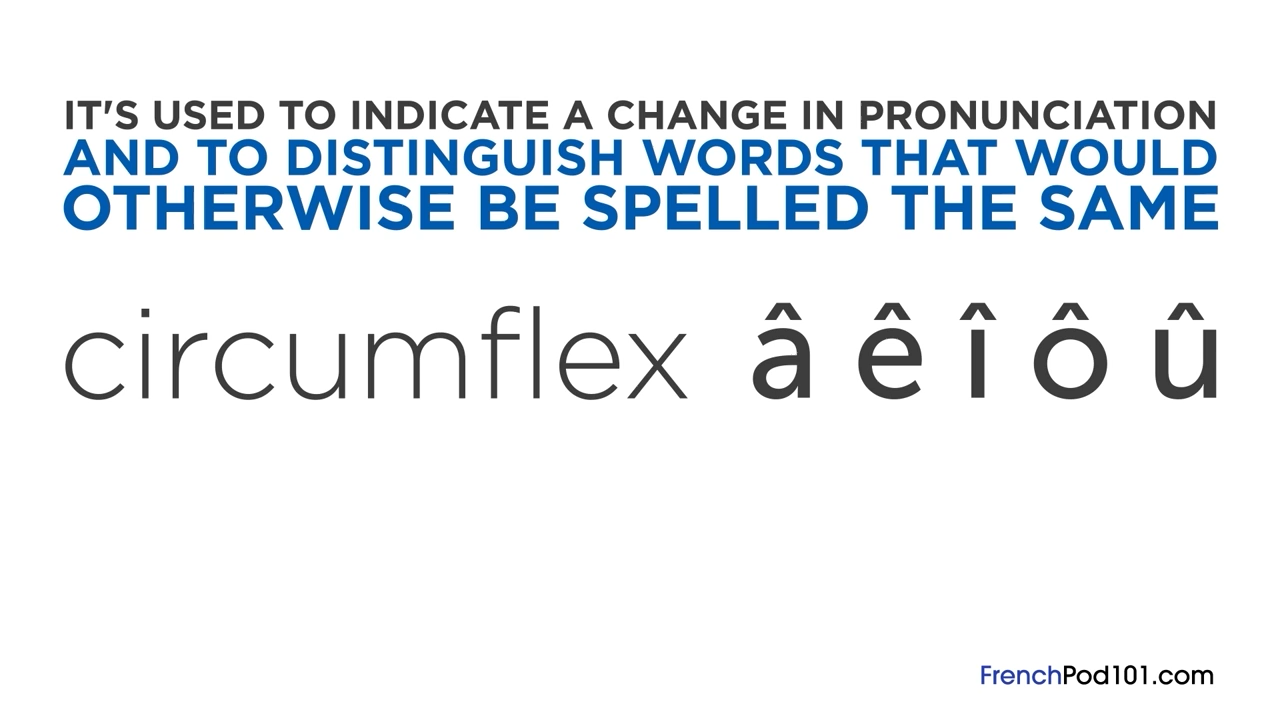 IT'S USED TO INDICATE A CHANGE IN PRONUNCIATION
AND TO DISTINGUISH WORDS THAT WOULD
OTHERWISE BE SPELLED THE SAME
circumflex â ê î ô û
FrenchPod101.com